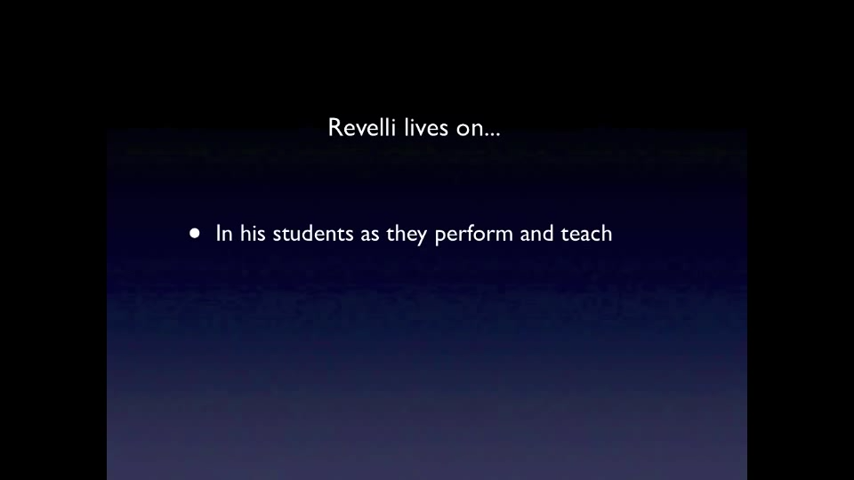 Revelli lives on...
• In his students as they perform and teach